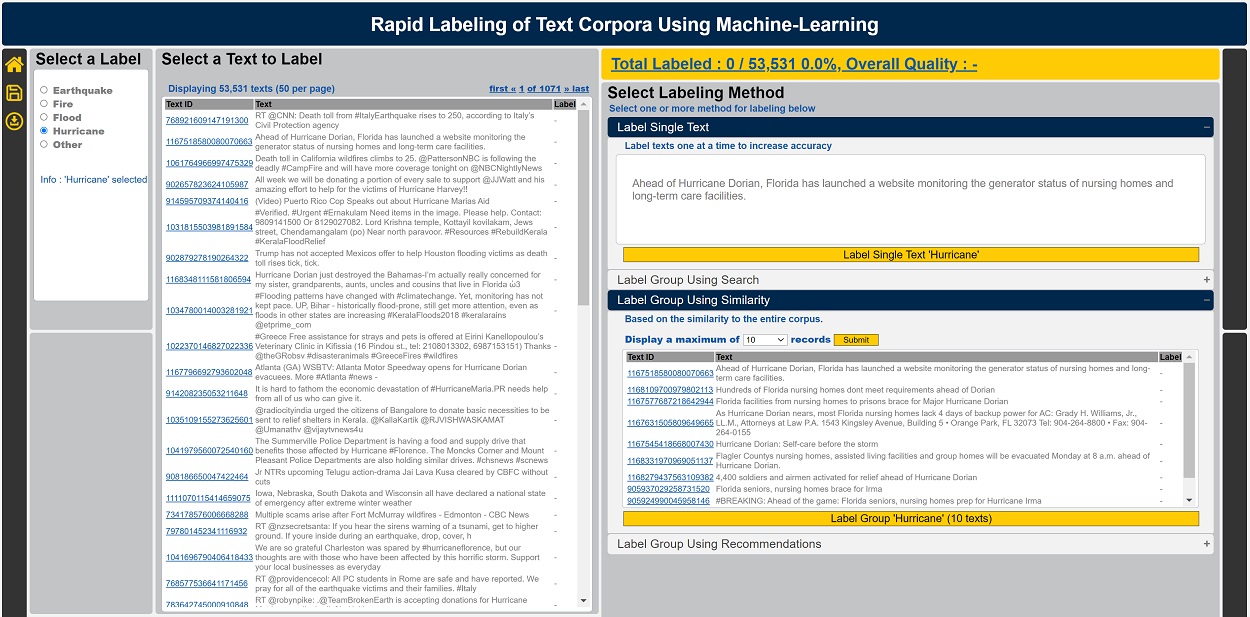 Rapid Labeling of Text Corpora Using Machine-Learning
Select a Label
Earthquake
Fire
Flood
Hurricane
Other
Info : 'Hurricane' selected
Select a Text to Label
Displaying 53,531 texts (50 per page)
first « 1 of 1071 » last
Text ID Text Label
768921609147191300 RT @CNN: Death toll from #ItalyEarthquake rises to 250, according to Italy's
Civil Protection agency -
1167518580080070663 Ahead of Hurricane Dorian, Florida has launched a website monitoring the
generator status of nursing homes and long-term care facilities. -
1061764966997475329 Death toll in California wildfires climbs to 25. @PattersonNBC is following the
deadly #CampFire and will have more coverage tonight on @NBCNightlyNews -
902657823624105987 All week we will be donating a portion of every sale to support @JJWatt and his
amazing effort to help for the victims of Hurricane Harvey!! -
914595709374140416 (Video) Puerto Rico Cop Speaks out about Hurricane Marias Aid -
1031815503981891584 #Verified. #Urgent #Ernakulam Need items in the image. Please help. Contact:
9809141500 Or 8129027082. Lord Krishna temple, Kottayil kovilakam, Jews
street, Chendamangalam (po) Near north paravoor. #Resources #RebuildKerala
#KeralaFloodRelief -
902879278190264322 Trump has not accepted Mexicos offer to help Houston flooding victims as death
toll rises tick, tick. -
1168348111581806594 Hurricane Dorian just destroyed the Bahamas-I'm actually really concerned for
my sister, grandparents, aunts, uncles and cousins that live in Florida ὡ3 -
1034780014003281921 #Flooding patterns have changed with #climatechange. Yet, monitoring has not
kept pace. UP, Bihar - historically flood-prone, still get more attention, even as
floods in other states are increasing #KeralaFloods2018 #keralarains
@etprime_com -
1022370146827022336 #Greece Free assistance for strays and pets is offered at Eirini Kanellopoulou's
Veterinary Clinic in Kifissia (16 Pindou st., tel: 2108013302, 6987153151) Thanks
@theGRobsv #disasteranimals #GreeceFires #wildfires -
1167796692793602048 Atlanta (GA) WSBTV: Atlanta Motor Speedway opens for Hurricane Dorian
evacuees. More #Atlanta #news - -
914208235053211648 It is hard to fathom the economic devastation of #HurricaneMaria.PR needs help
from all of us who can give it. -
1035109155273625601 @radiocityindia urged the citizens of Bangalore to donate basic necessities to be
sent to relief shelters in Kerala. @KallaKartik @RJVISHWASKAMAT
@Umanathv @vijaytvnews4u -
1041979560072540160 The Summerville Police Department is having a food and supply drive that
benefits those affected by Hurricane #Florence. The Moncks Corner and Mount
Pleasant Police Departments are also holding similar drives. #chsnews #scnews -
908186650047422464 Jr NTRs upcoming Telugu action-drama Jai Lava Kusa cleared by CBFC without
cuts -
1111070115414659075 Iowa, Nebraska, South Dakota and Wisconsin all have declared a national state
of emergency after extreme winter weather -
734178576006668288 Multiple scams arise after Fort McMurray wildfires - Edmonton - CBC News -
797801452341116932 RT @nzsecretsanta: If you hear the sirens warning of a tsunami, get to higher
ground. If youre inside during an earthquake, drop, cover, h -
1041696790406418433 We are so grateful Charleston was spared by #hurricaneflorence, but our
thoughts are with those who have been affected by this horrific storm. Support
your local businesses as everyday -
768577536641171456 RT @providencecol: All PC students in Rome are safe and have reported. We
pray for all of the earthquake victims and their families. #Italy -
783642745000910848 RT @robynpike: .@TeamBrokenEarth is accepting donations for Hurricane
Total Labeled : 0 / 53,531 0.0%, Overall Quality : -
Select Labeling Method
Select one or more method for labeling below
Label Single Text −
Label texts one at a time to increase accuracy
Ahead of Hurricane Dorian, Florida has launched a website monitoring the generator status of nursing homes and
long-term care facilities.
Label Single Text 'Hurricane'
Label Group Using Search +
Label Group Using Similarity −
Based on the similarity to the entire corpus.
Display a maximum of 10 records Submit
Text ID Text Label
1167518580080070663 Ahead of Hurricane Dorian, Florida has launched a website monitoring the generator status of nursing homes and long-
term care facilities. -
1168109700979802113 Hundreds of Florida nursing homes dont meet requirements ahead of Dorian -
1167577687218642944 Florida facilities from nursing homes to prisons brace for Major Hurricane Dorian -
1167631505809649665 As Hurricane Dorian nears, most Florida nursing homes lack 4 days of backup power for AC: Grady H. Williams, Jr.,
LL.M., Attorneys at Law P.A. 1543 Kingsley Avenue, Building 5 • Orange Park, FL 32073 Tel: 904-264-8800 • Fax: 904-
264-0155 -
1167545418668007430 Hurricane Dorian: Self-care before the storm -
1168331970969051137 Flagler Countys nursing homes, assisted living facilities and group homes will be evacuated Monday at 8 a.m. ahead of
Hurricane Dorian. -
1168279437563109382 4,400 soldiers and airmen activated for relief ahead of Hurricane Dorian -
905937029258731520 Florida seniors, nursing homes brace for Irma -
905924990045958146 #BREAKING: Ahead of the game: Florida seniors, nursing homes prep for Hurricane Irma -
Label Group 'Hurricane' (10 texts)
Label Group Using Recommendations +